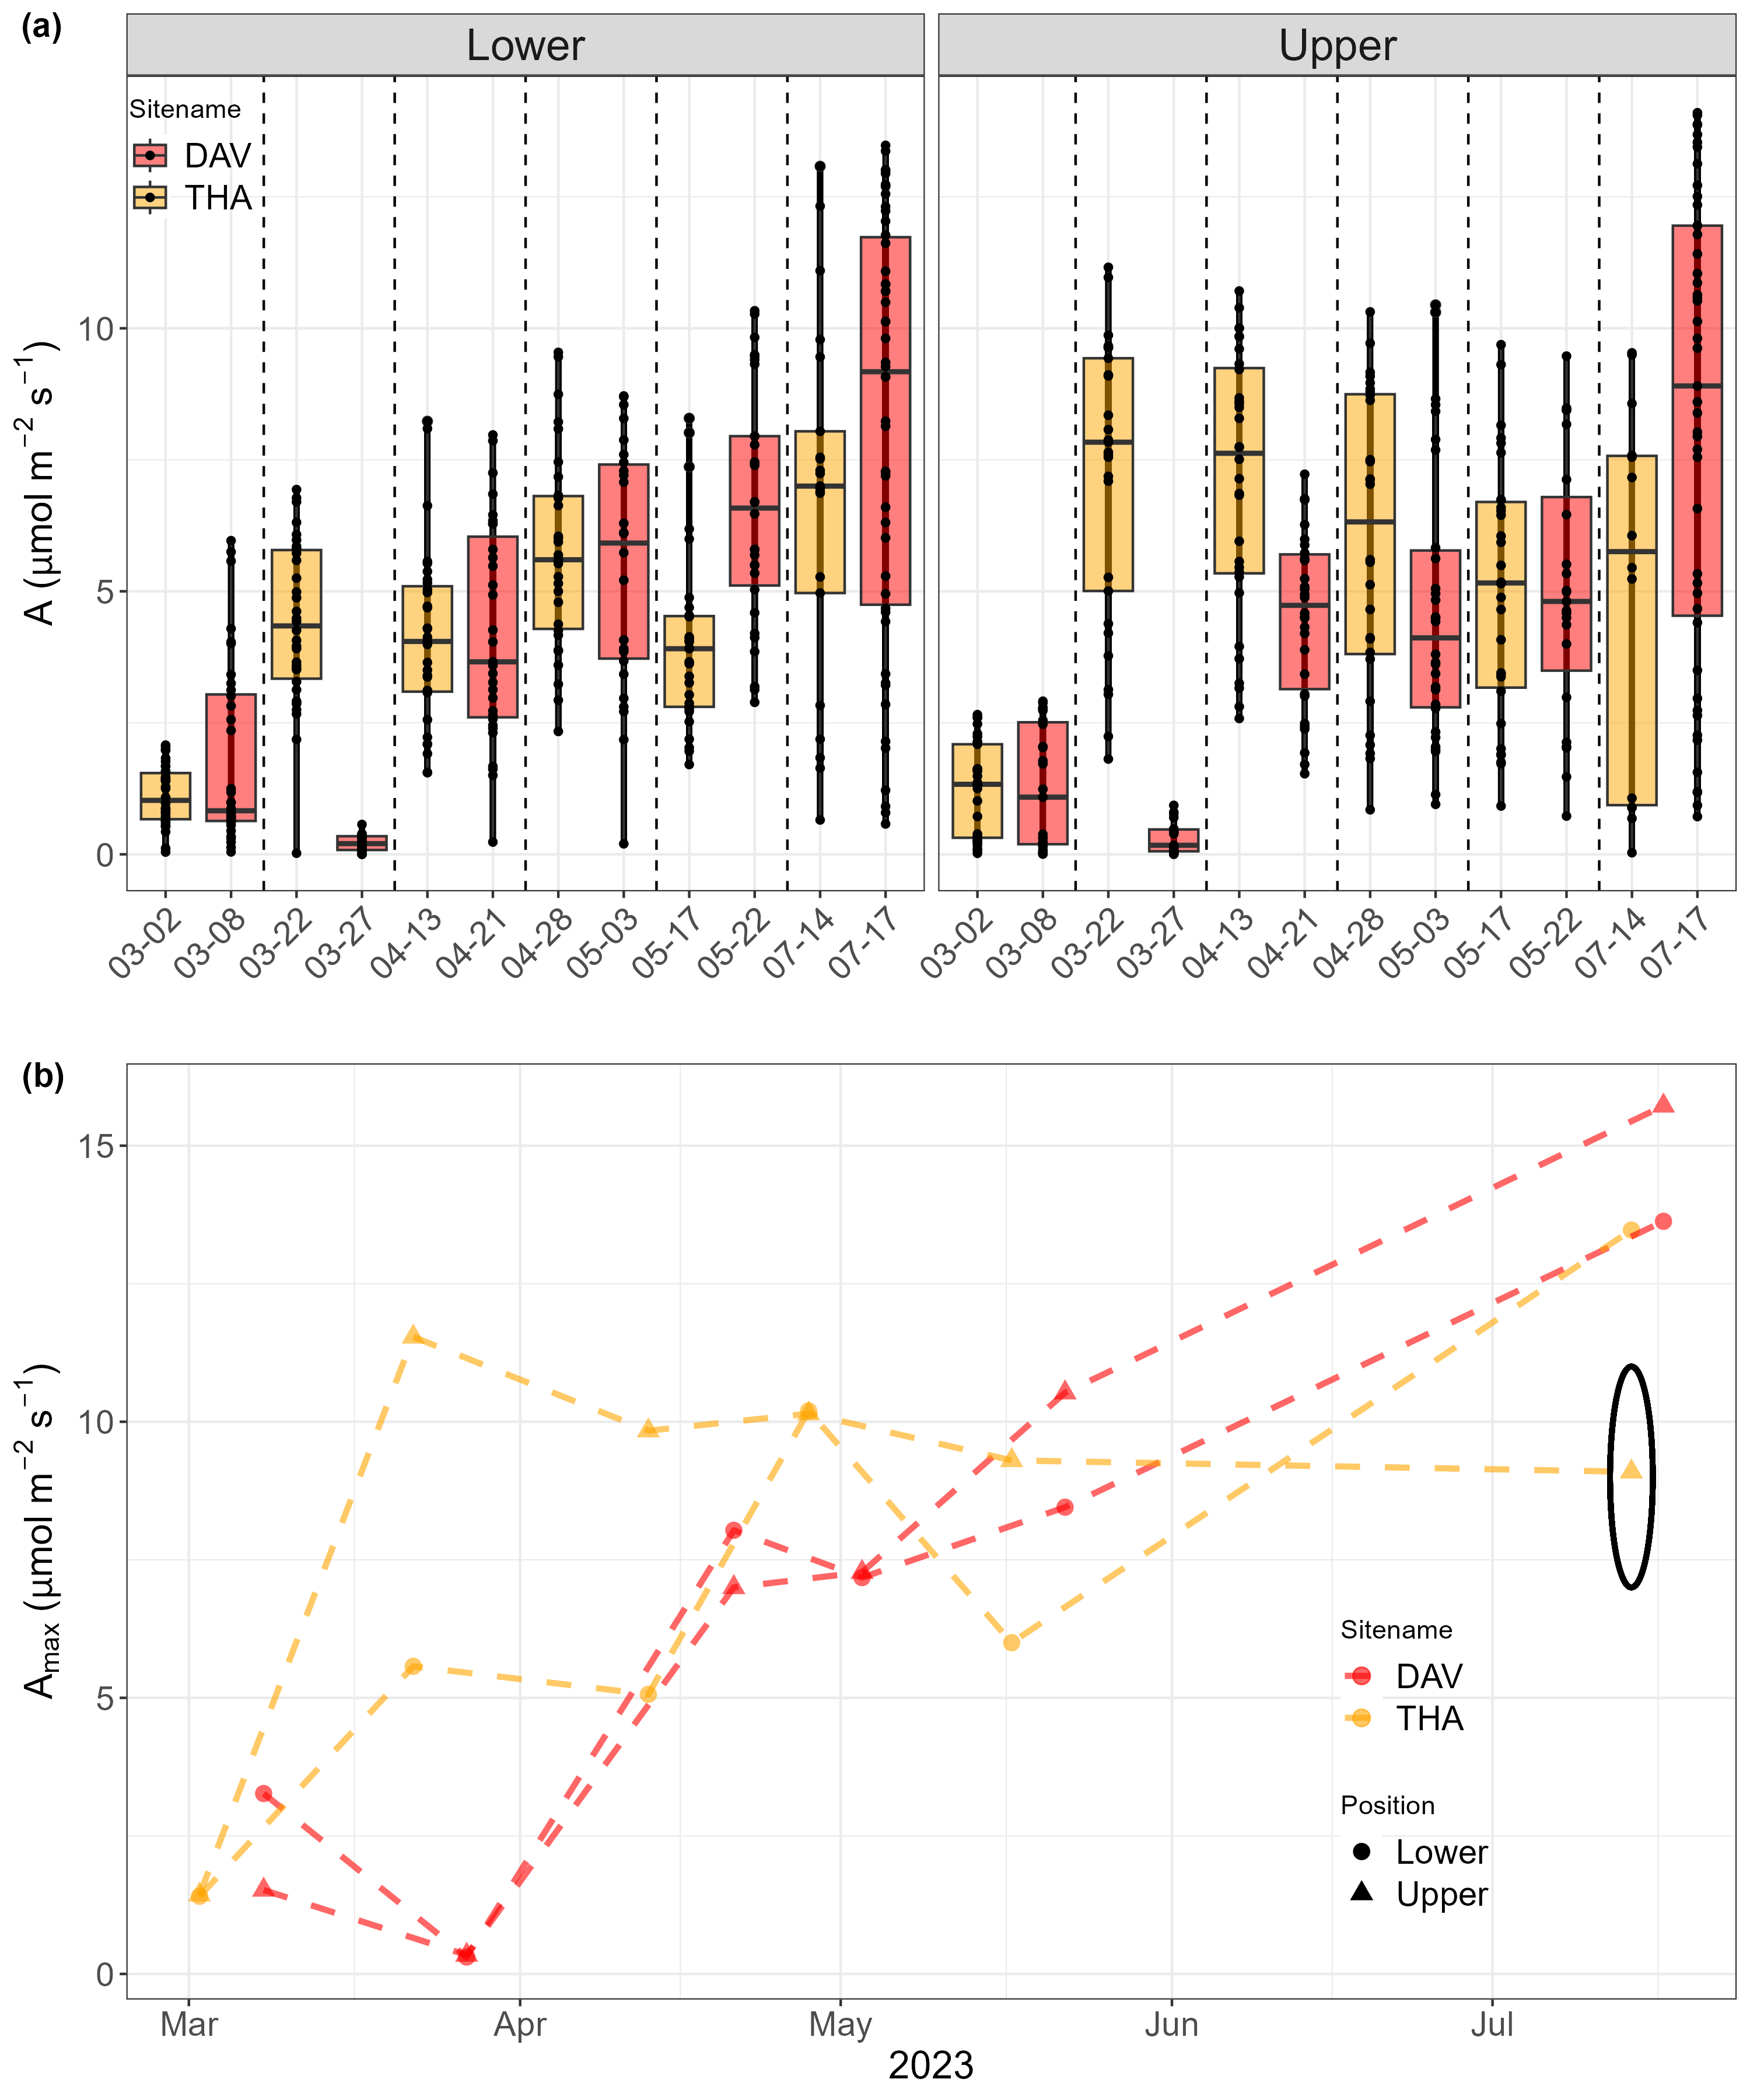 (a)
Lower
Upper
Sitename
DAV
THA
A (μmol m⁻² s⁻¹)
10
5
0
03-02
03-08
03-22
03-27
04-13
04-21
04-28
05-03
05-17
05-22
07-14
07-17
03-02
03-08
03-22
03-27
04-13
04-21
04-28
05-03
05-17
05-22
07-14
07-17
(b)
Amax (μmol m⁻² s⁻¹)
15
10
5
0
Sitename
DAV
THA
Position
Lower
Upper
Mar
Apr
May
Jun
Jul
2023